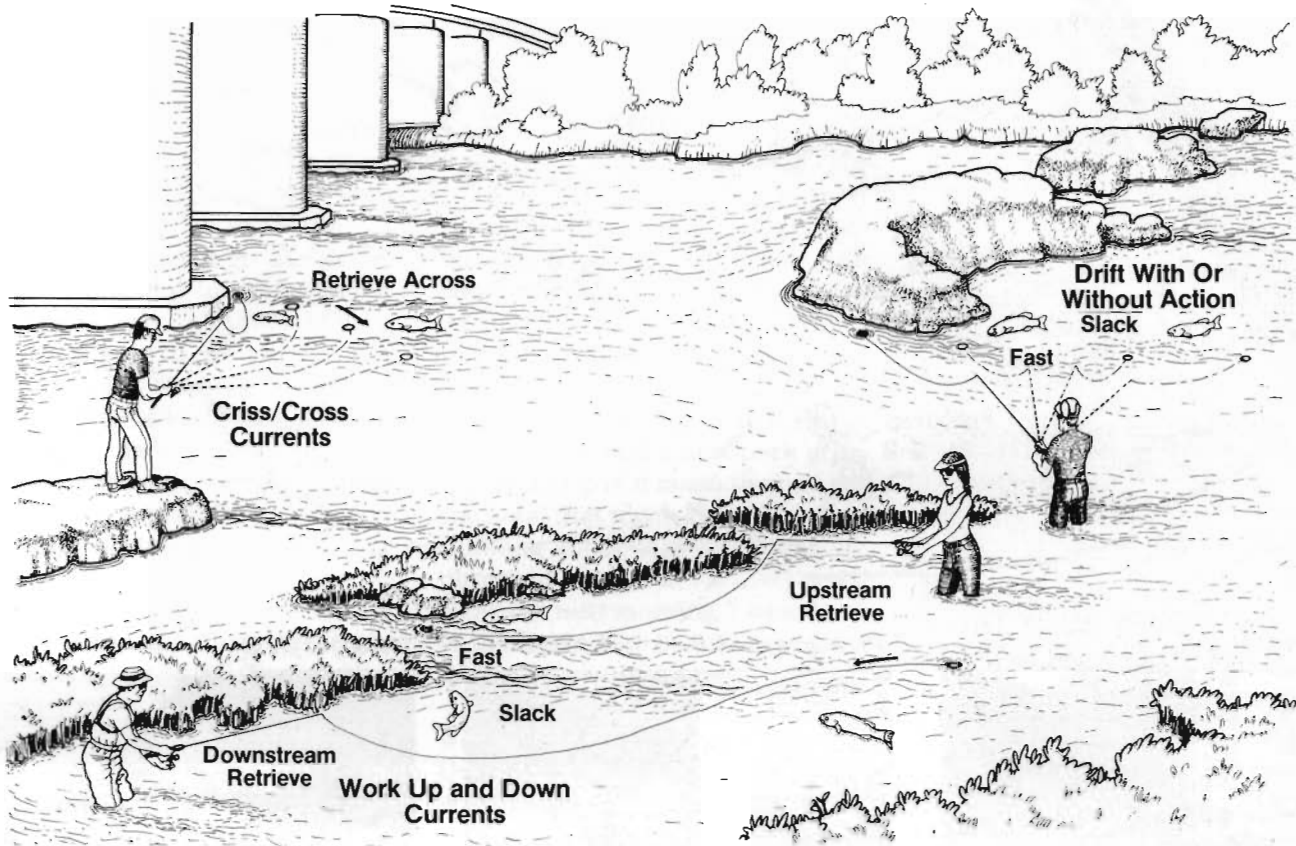 Retrieve Across
Drift With Or
Without Action
Slack
Fast
Criss/Cross
Currents
Upstream
Retrieve
Fast
Slack
Downstream
Retrieve
Work Up and Down
Currents